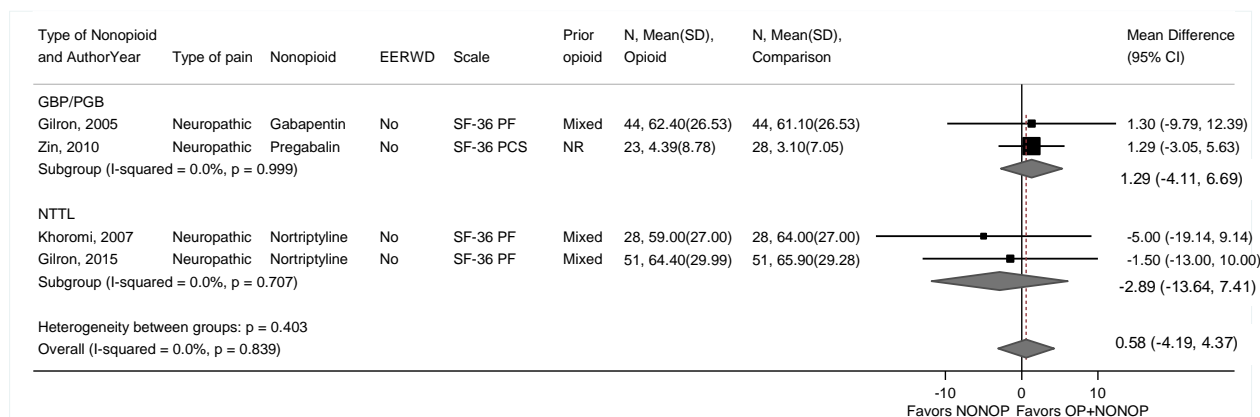 Type of Nonopioid Prior N, Mean(SD), N, Mean(SD), Mean Difference
and AuthorYear Type of pain Nonopioid EERWD Scale opioid Opioid Comparison (95% CI)
GBP/PGB
Gilron, 2005 Neuropathic Gabapentin No SF-36 PF Mixed 44, 62.40(26.53) 44, 61.10(26.53) 1.30 (-9.79, 12.39)
Zin, 2010 Neuropathic Pregabalin No SF-36 PCS NR 23, 4.39(8.78) 28, 3.10(7.05) 1.29 (-3.05, 5.63)
Subgroup (I-squared = 0.0%, p = 0.999) 1.29 (-4.11, 6.69)
NTTL
Khoromi, 2007 Neuropathic Nortriptyline No SF-36 PF Mixed 28, 59.00(27.00) 28, 64.00(27.00) -5.00 (-19.14, 9.14)
Gilron, 2015 Neuropathic Nortriptyline No SF-36 PF Mixed 51, 64.40(29.99) 51, 65.90(29.28) -1.50 (-13.00, 10.00)
Subgroup (I-squared = 0.0%, p = 0.707) -2.89 (-13.64, 7.41)
Heterogeneity between groups: p = 0.403
Overall (I-squared = 0.0%, p = 0.839) 0.58 (-4.19, 4.37)
-10 0 10
Favors NONOP Favors OP+NONOP